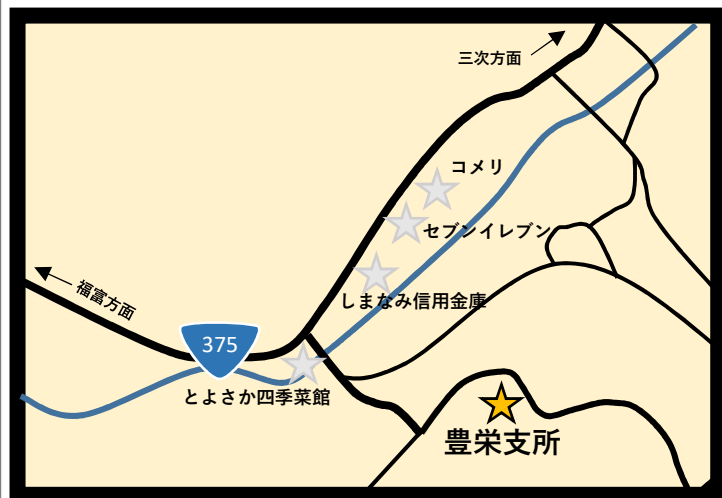 三次方面
コメリ
セブンイレブン
しまなみ信用金庫
福富方面
375
とよさか四季菜館
豊栄支所